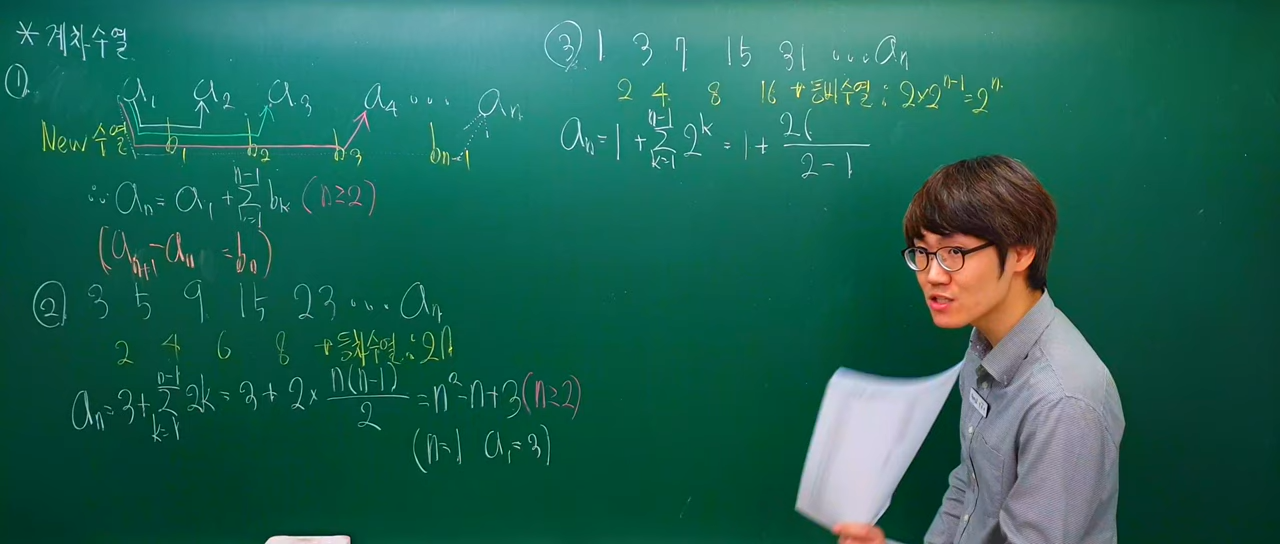 * 계차수열
①
a₁ a₂ a₃ a₄ ... aₙ
New 수열 b₁ b₂ b₃ bₙ₋₁
∴ aₙ = a₁ + Σ_{k=1}^{n-1} bₖ (n≥2)
(aₙ₊₁ - aₙ = bₙ)
② 3 5 9 15 23 ... aₙ
2 4 6 8 → 등차수열 : 2n
aₙ = 3 + Σ_{k=1}^{n-1} 2k = 3 + 2 × n(n-1)/2 = n² - n + 3 (n≥2)
(n=1 a₁=3)
③ 1 3 7 15 31 ... aₙ
2 4 8 16 → 등비수열 : 2×2ⁿ⁻¹=2ⁿ
aₙ = 1 + Σ_{k=1}^{n-1} 2ᵏ = 1 + 2(/2-1